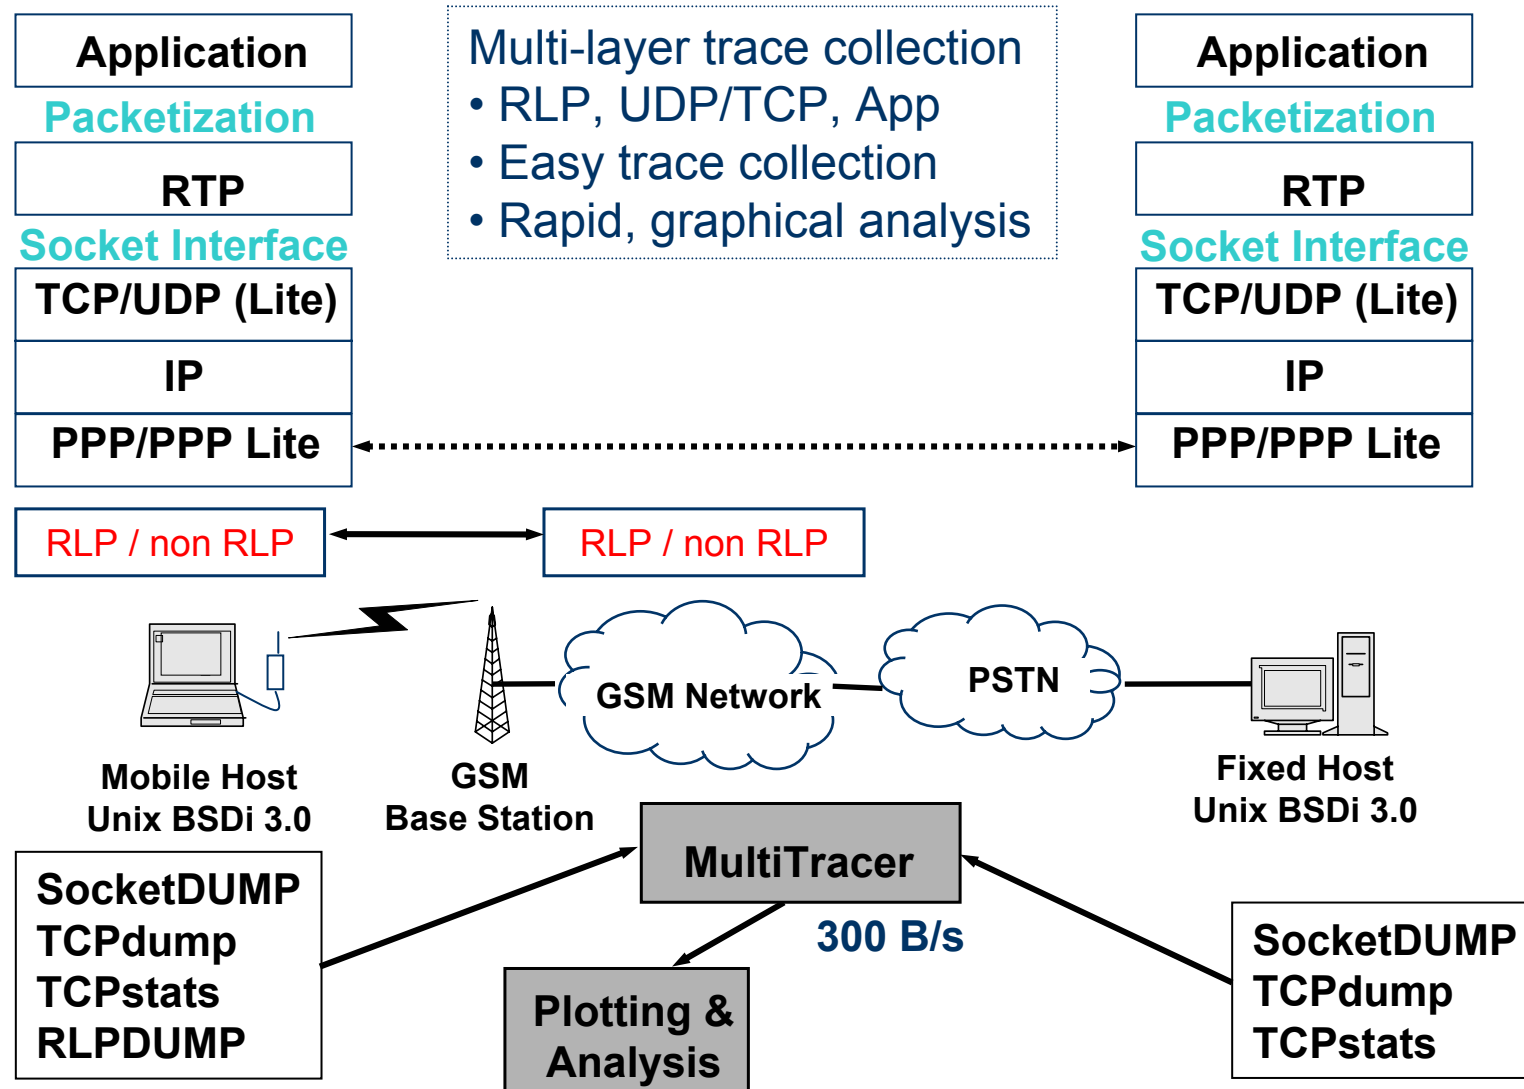 Application
Packetization
RTP
Socket Interface
TCP/UDP (Lite)
IP
PPP/PPP Lite
Multi-layer trace collection
• RLP, UDP/TCP, App
• Easy trace collection
• Rapid, graphical analysis
Application
Packetization
RTP
Socket Interface
TCP/UDP (Lite)
IP
PPP/PPP Lite
RLP / non RLP
RLP / non RLP
GSM Network
PSTN
Mobile Host
Unix BSDi 3.0
GSM
Base Station
Fixed Host
Unix BSDi 3.0
SocketDUMP
TCPdump
TCPstats
RLPDUMP
MultiTracer
300 B/s
Plotting &
Analysis
SocketDUMP
TCPdump
TCPstats